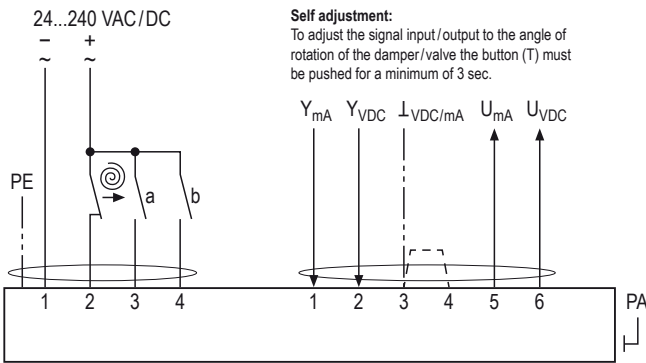 24...240 VAC/DC
− +
~ ~
Self adjustment:
To adjust the signal input/output to the angle of
rotation of the damper/valve the button (T) must
be pushed for a minimum of 3 sec.
YmA YVDC ⊥VDC/mA UmA UVDC
PE
a b
1 2 3 4 1 2 3 4 5 6
PA